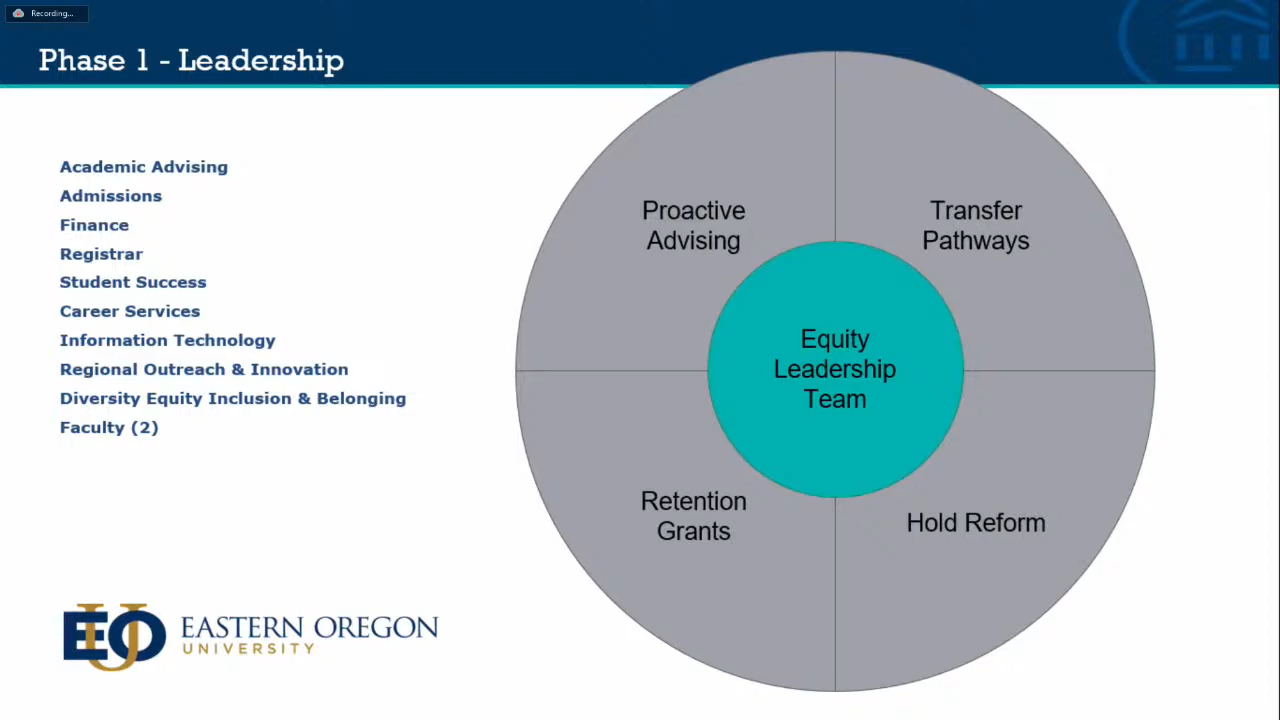 Recording...
Phase 1 - Leadership
Academic Advising
Admissions
Finance
Registrar
Student Success
Career Services
Information Technology
Regional Outreach & Innovation
Diversity Equity Inclusion & Belonging
Faculty (2)
Proactive
Advising
Transfer
Pathways
Equity
Leadership
Team
Retention
Grants
Hold Reform
EOU
EASTERN OREGON
UNIVERSITY